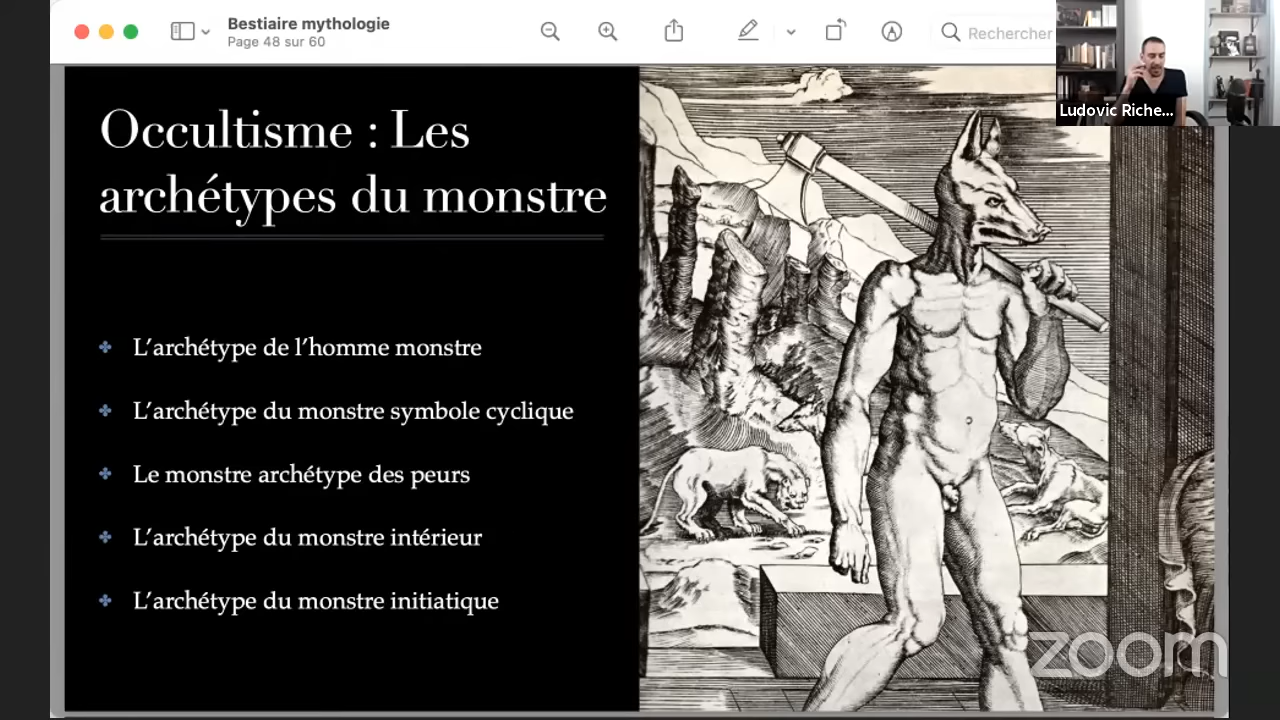 Bestiaire mythologie
Page 48 sur 60
Rechercher
Ludovic Riche...
Occultisme : Les
archétypes du monstre
L’archétype de l’homme monstre
L’archétype du monstre symbole cyclique
Le monstre archétype des peurs
L’archétype du monstre intérieur
L’archétype du monstre initiatique
zoom